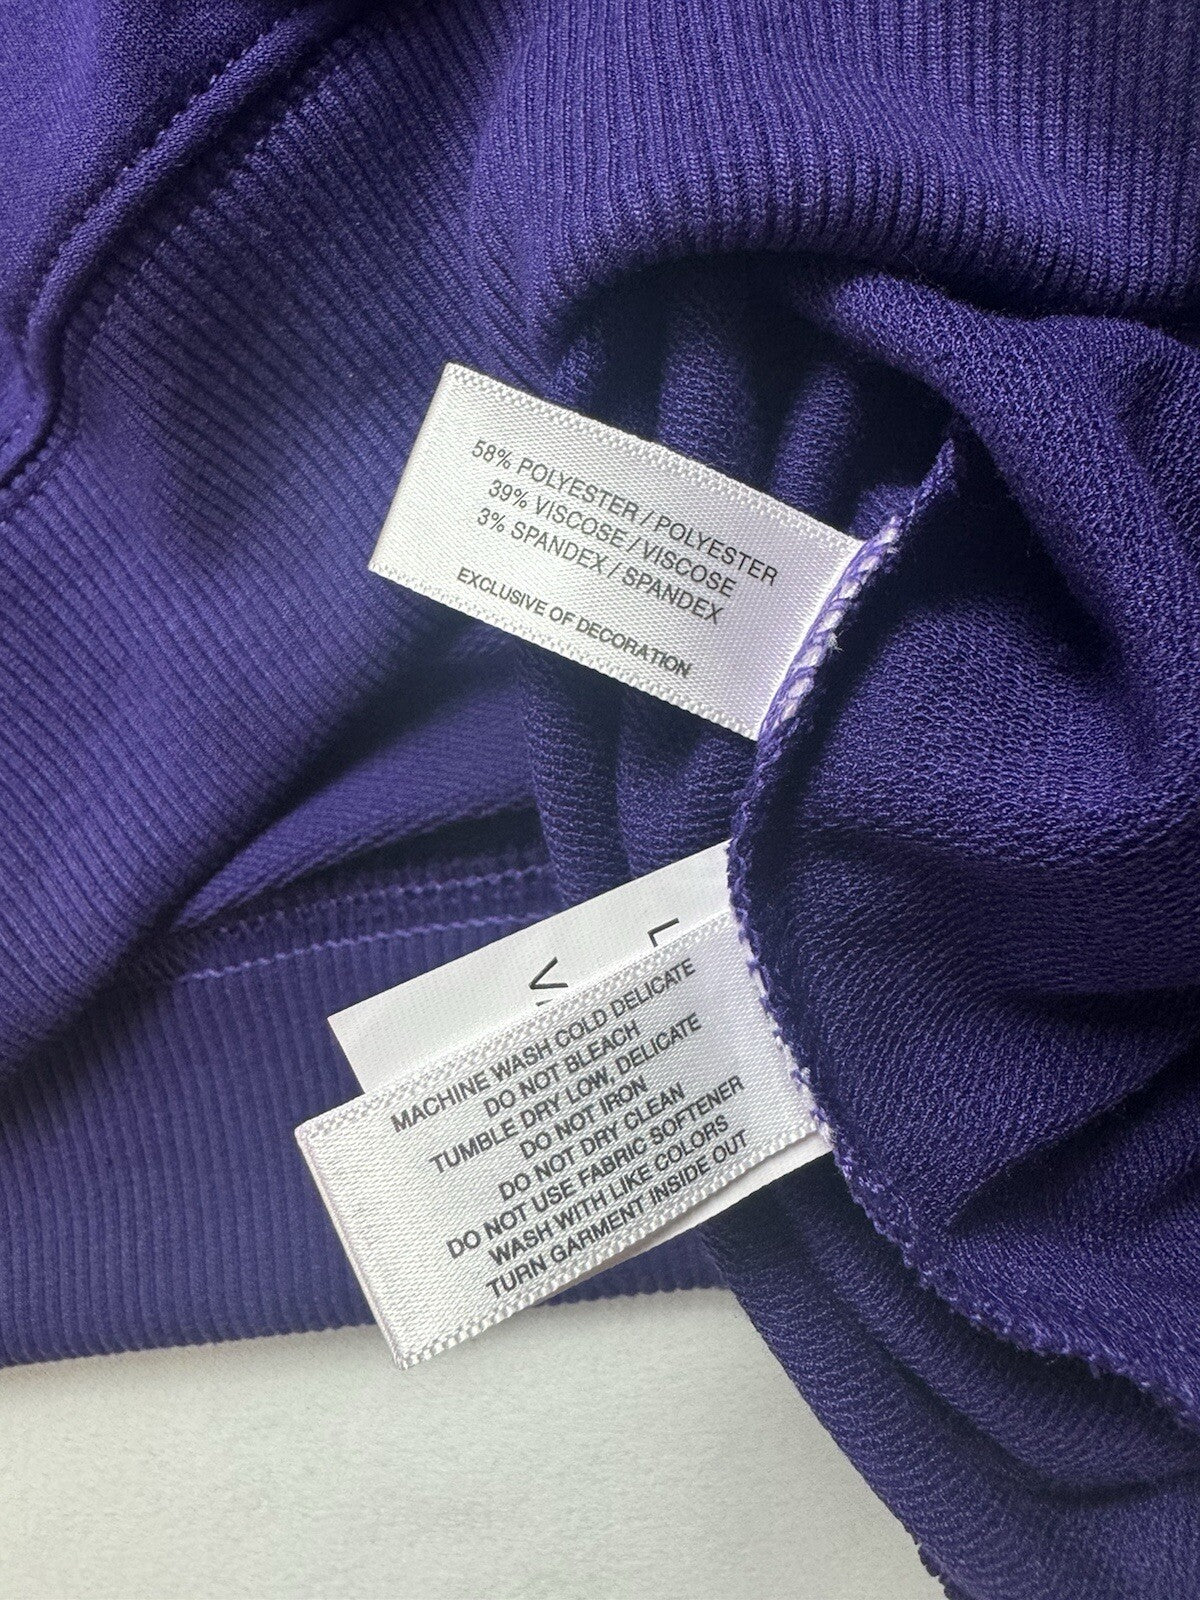 58% POLYESTER / POLYESTER
39% VISCOSE / VISCOSE
3% SPANDEX / SPANDEX
EXCLUSIVE OF DECORATION
MACHINE WASH COLD DELICATE
DO NOT BLEACH
TUMBLE DRY LOW, DELICATE
DO NOT IRON
DO NOT DRY CLEAN
DO NOT USE FABRIC SOFTENER
WASH WITH LIKE COLORS
TURN GARMENT INSIDE OUT